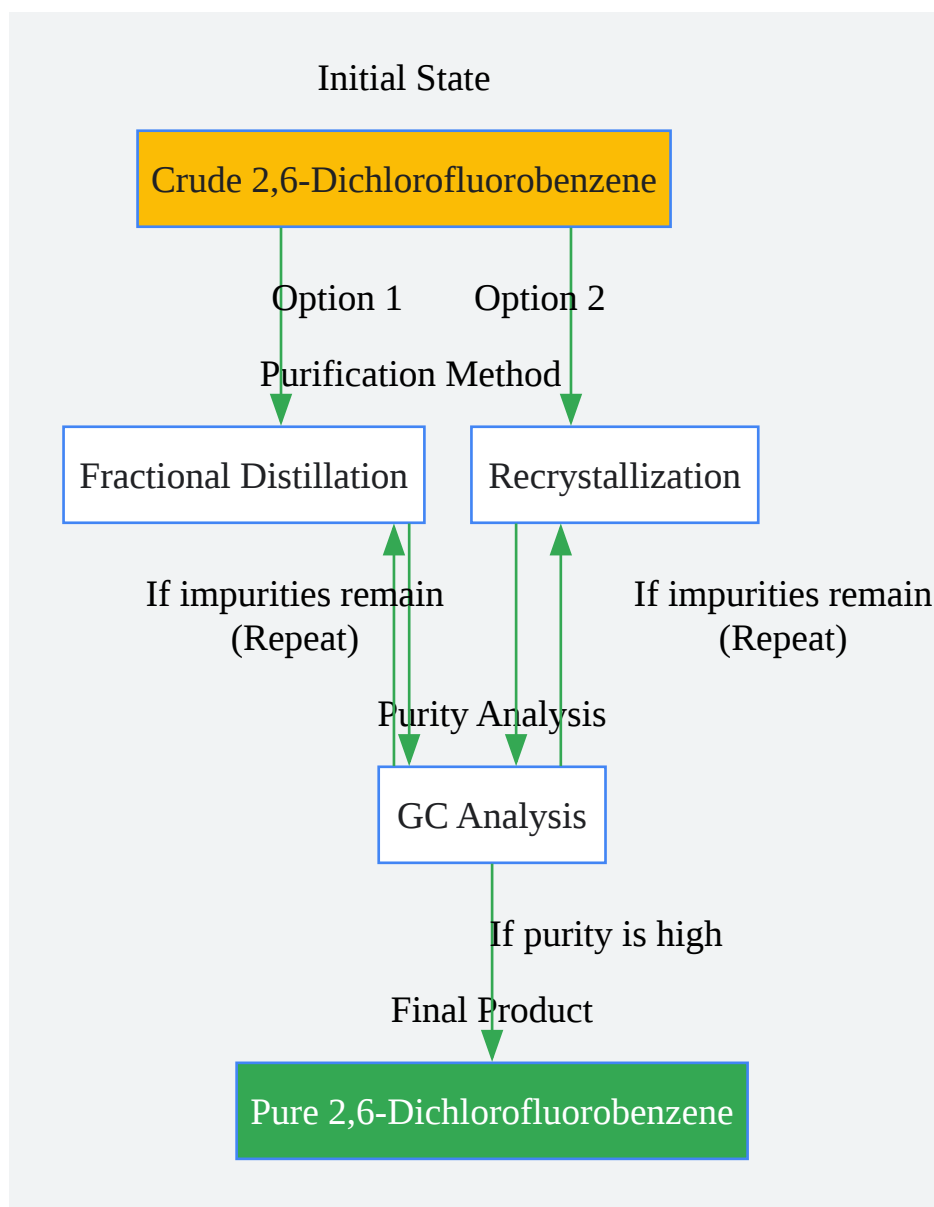 Initial State
Crude 2,6-Dichlorofluorobenzene
Option 1
Option 2
Purification Method
Fractional Distillation
Recrystallization
If impurities remain
(Repeat)
If impurities remain
(Repeat)
Purity Analysis
GC Analysis
If purity is high
Final Product
Pure 2,6-Dichlorofluorobenzene